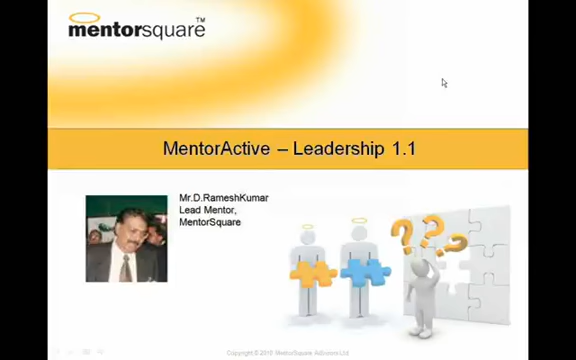 mentorsquare™
MentorActive – Leadership 1.1
Mr.D.RameshKumar
Lead Mentor,
MentorSquare
???
Copyright © 2010 MentorSquare Advisors Ltd